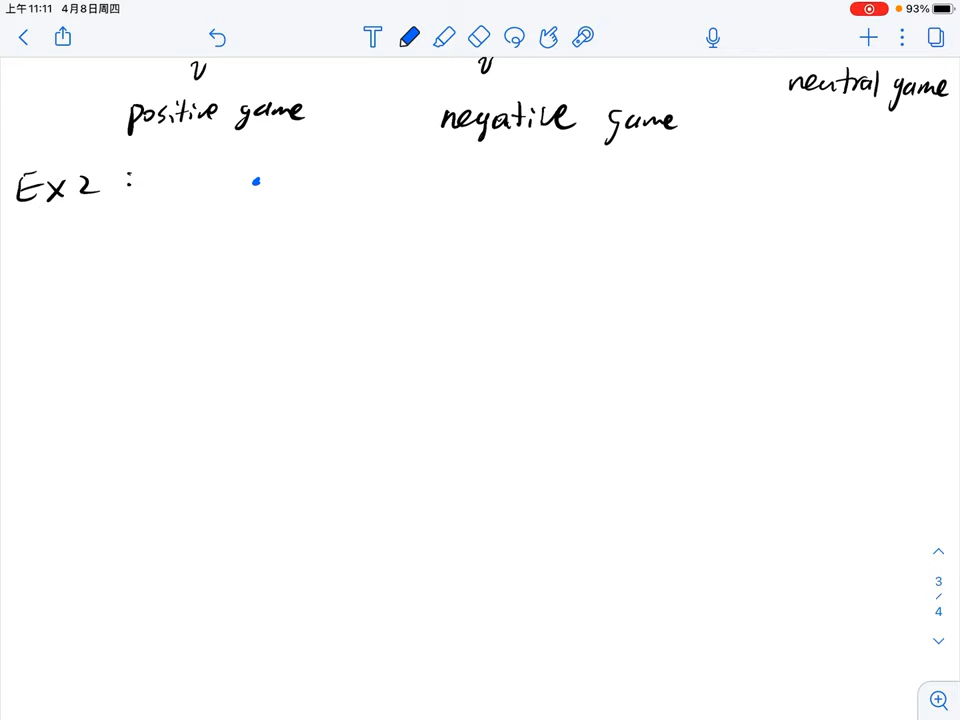 上午11:11 4月8日周四 93%
T
υ υ
positive game negative game neutral game
Ex 2 :
3
/
4